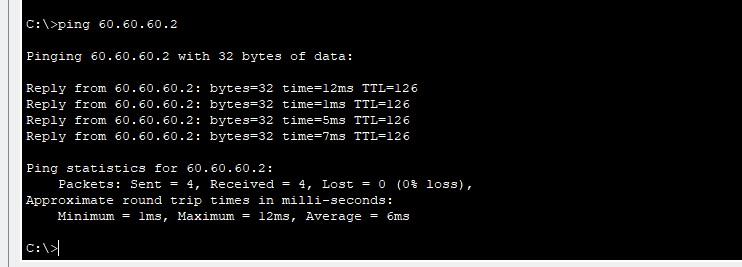 C:\>ping 60.60.60.2
Pinging 60.60.60.2 with 32 bytes of data:
Reply from 60.60.60.2: bytes=32 time=12ms TTL=126
Reply from 60.60.60.2: bytes=32 time=1ms TTL=126
Reply from 60.60.60.2: bytes=32 time=5ms TTL=126
Reply from 60.60.60.2: bytes=32 time=7ms TTL=126
Ping statistics for 60.60.60.2:
Packets: Sent = 4, Received = 4, Lost = 0 (0% loss),
Approximate round trip times in milli-seconds:
Minimum = 1ms, Maximum = 12ms, Average = 6ms
C:\>